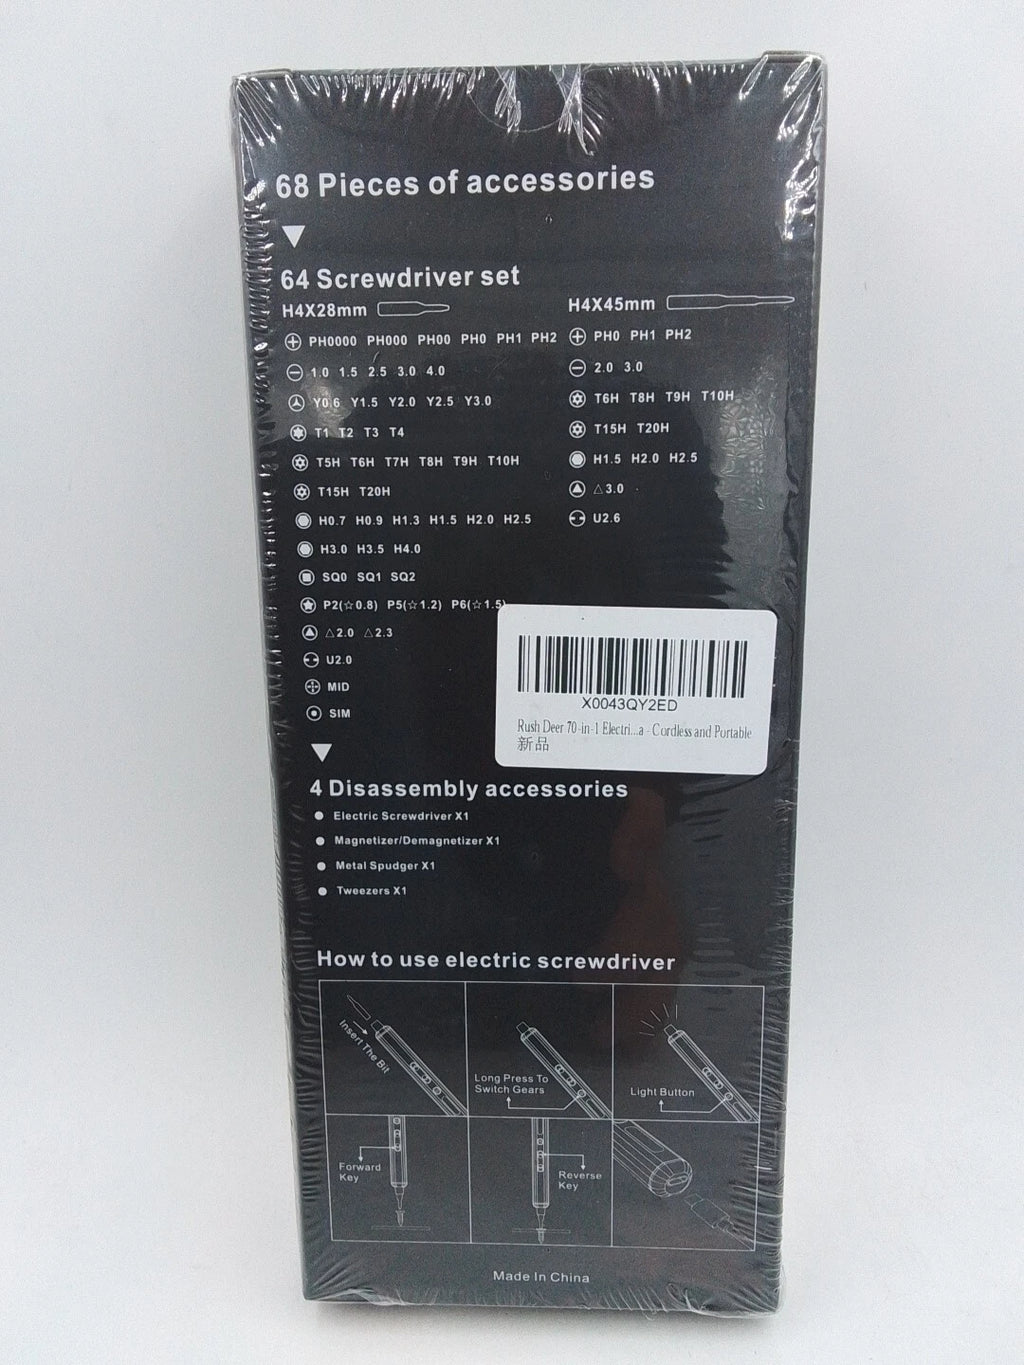 68 Pieces of accessories
64 Screwdriver set
H4X28mm
PH0000 PH000 PH00 PH0 PH1 PH2
1.0 1.5 2.5 3.0 4.0
Y0.6 Y1.5 Y2.0 Y2.5 Y3.0
T1 T2 T3 T4
T5H T6H T7H T8H T9H T10H
T15H T20H
H0.7 H0.9 H1.3 H1.5 H2.0 H2.5
H3.0 H3.5 H4.0
SQ0 SQ1 SQ2
P2(☆0.8) P5(☆1.2) P6(☆1.5)
△2.0 △2.3
U2.0
MID
SIM
H4X45mm
PH0 PH1 PH2
2.0 3.0
T6H T8H T9H T10H
T15H T20H
H1.5 H2.0 H2.5
△3.0
U2.6
X0043QY2ED
Rush Deer 70-in-1 Electri...a - Cordless and Portable
新品
4 Disassembly accessories
Electric Screwdriver X1
Magnetizer/Demagnetizer X1
Metal Spudger X1
Tweezers X1
How to use electric screwdriver
Insert The Bit
Long Press To
Switch Gears
Light Button
Forward
Key
Reverse
Key
Made In China